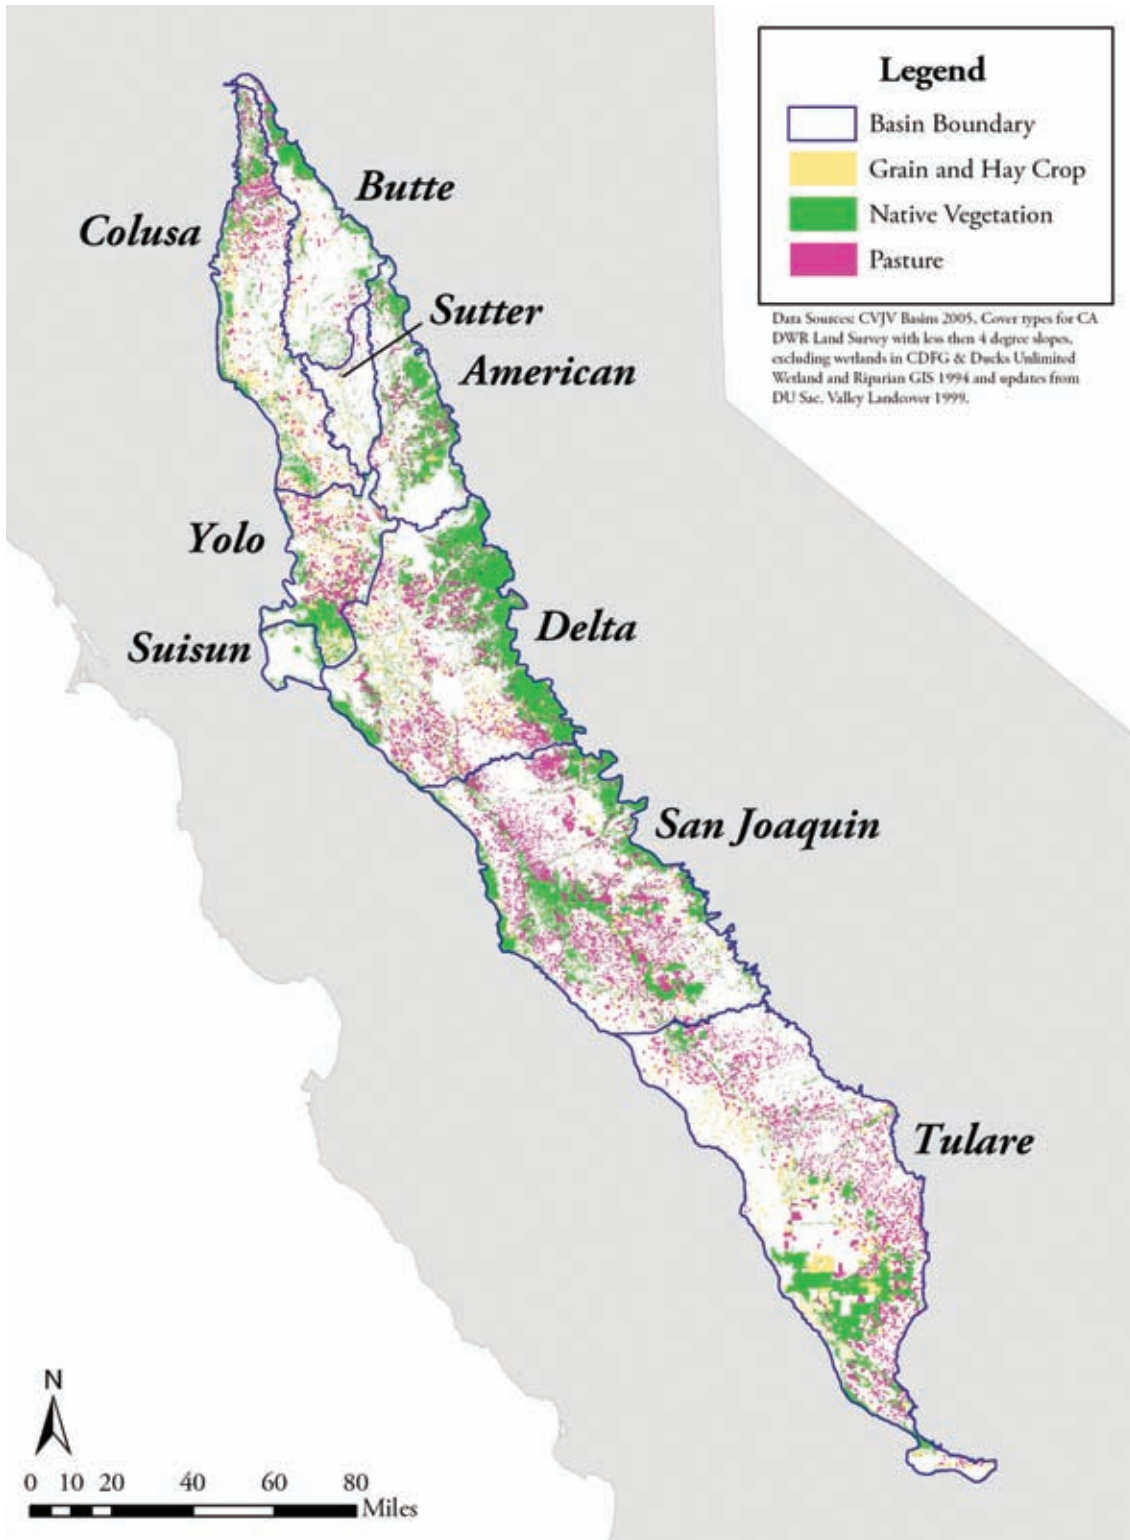 Legend
Basin Boundary
Grain and Hay Crop
Native Vegetation
Pasture
Data Sources: CVJV Basins 2005, Cover types for CA
DWR Land Survey with less then 4 degree slopes,
excluding wetlands in CDFG & Ducks Unlimited
Wetland and Riparian GIS 1994 and updates from
DU Sac. Valley Landcover 1999.
Butte
Colusa
Sutter
American
Yolo
Delta
Suisun
San Joaquin
Tulare
N
0 10 20 40 60 80
Miles